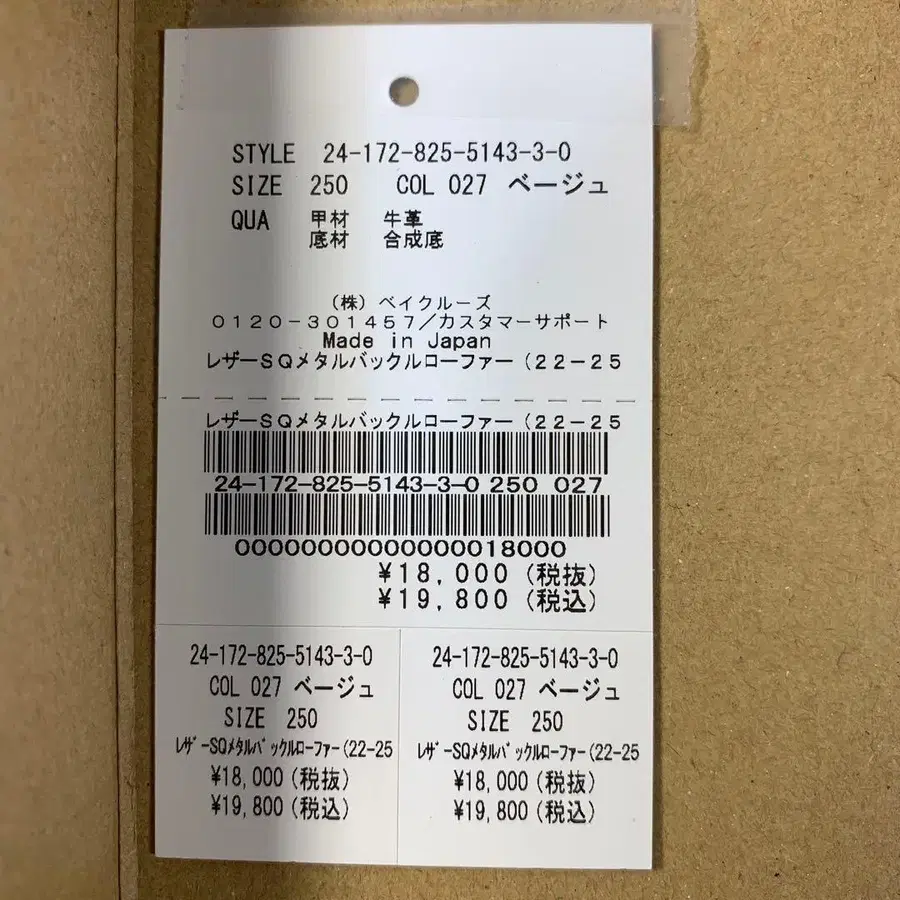 STYLE 24-172-825-5143-3-0
SIZE 250 COL 027 ベージュ
QUA 甲材 牛革
底材 合成底
(株) ベイクルーズ
0120-301457/カスタマーサポート
Made in Japan
レザーSQメタルバックルローファー(22-25
レザーSQメタルバックルローファー(22-25
24-172-825-5143-3-0 250 027
00000000000000018000
¥18,000 (税抜)
¥19,800 (税込)
24-172-825-5143-3-0
COL 027 ベージュ
SIZE 250
レザーSQメタルバックルローファー(22-25
¥18,000 (税抜)
¥19,800 (税込)
24-172-825-5143-3-0
COL 027 ベージュ
SIZE 250
レザーSQメタルバックルローファー(22-25
¥18,000 (税抜)
¥19,800 (税込)